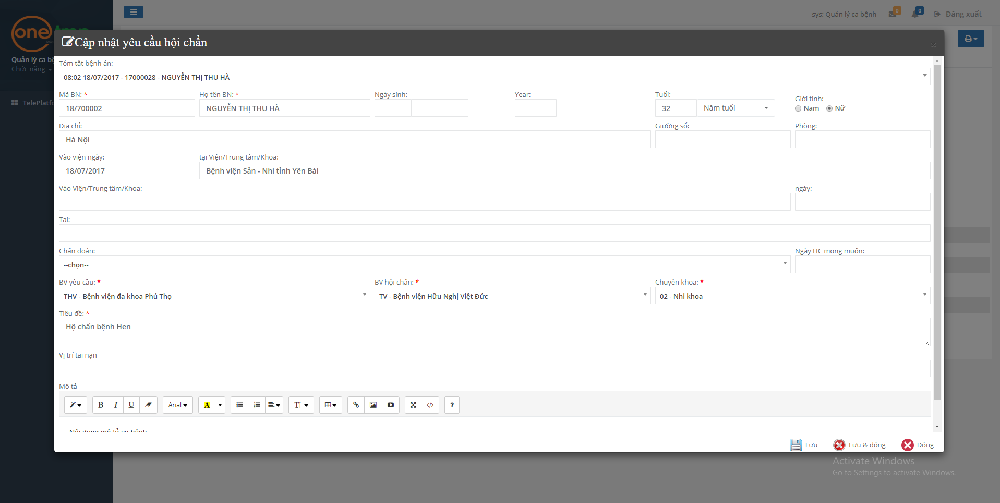 one
sys: Quản lý ca bệnh
0
0
Đăng xuất
Quản lý ca bệ
Chức năng
TelePlatfo
Cập nhật yêu cầu hội chẩn
×
Tóm tắt bệnh án:
08:02 18/07/2017 - 17000028 - NGUYỄN THỊ THU HÀ
Mã BN: *
Họ tên BN: *
Ngày sinh:
Year:
Tuổi:
Giới tính:
18/700002
NGUYỄN THỊ THU HÀ
32
Năm tuổi
Nam
Nữ
Địa chỉ:
Giường số:
Phòng:
Hà Nội
Vào viện ngày:
tại Viện/Trung tâm/Khoa:
18/07/2017
Bệnh viện Sản - Nhi tỉnh Yên Bái
Vào Viện/Trung tâm/Khoa:
ngày:
Tại:
Chẩn đoán:
Ngày HC mong muốn:
--chọn--
BV yêu cầu: *
BV hội chẩn: *
Chuyên khoa: *
THV - Bệnh viện đa khoa Phú Thọ
TV - Bệnh viện Hữu Nghị Việt Đức
02 - Nhi khoa
Tiêu đề: *
Hộ chẩn bệnh Hen
Vị trí tai nạn
Mô tả
B I U Arial A T ?
Nội dung mô tả ca bệnh
Lưu
Lưu & đóng
Đóng
Activate Windows
Go to Settings to activate Windows.